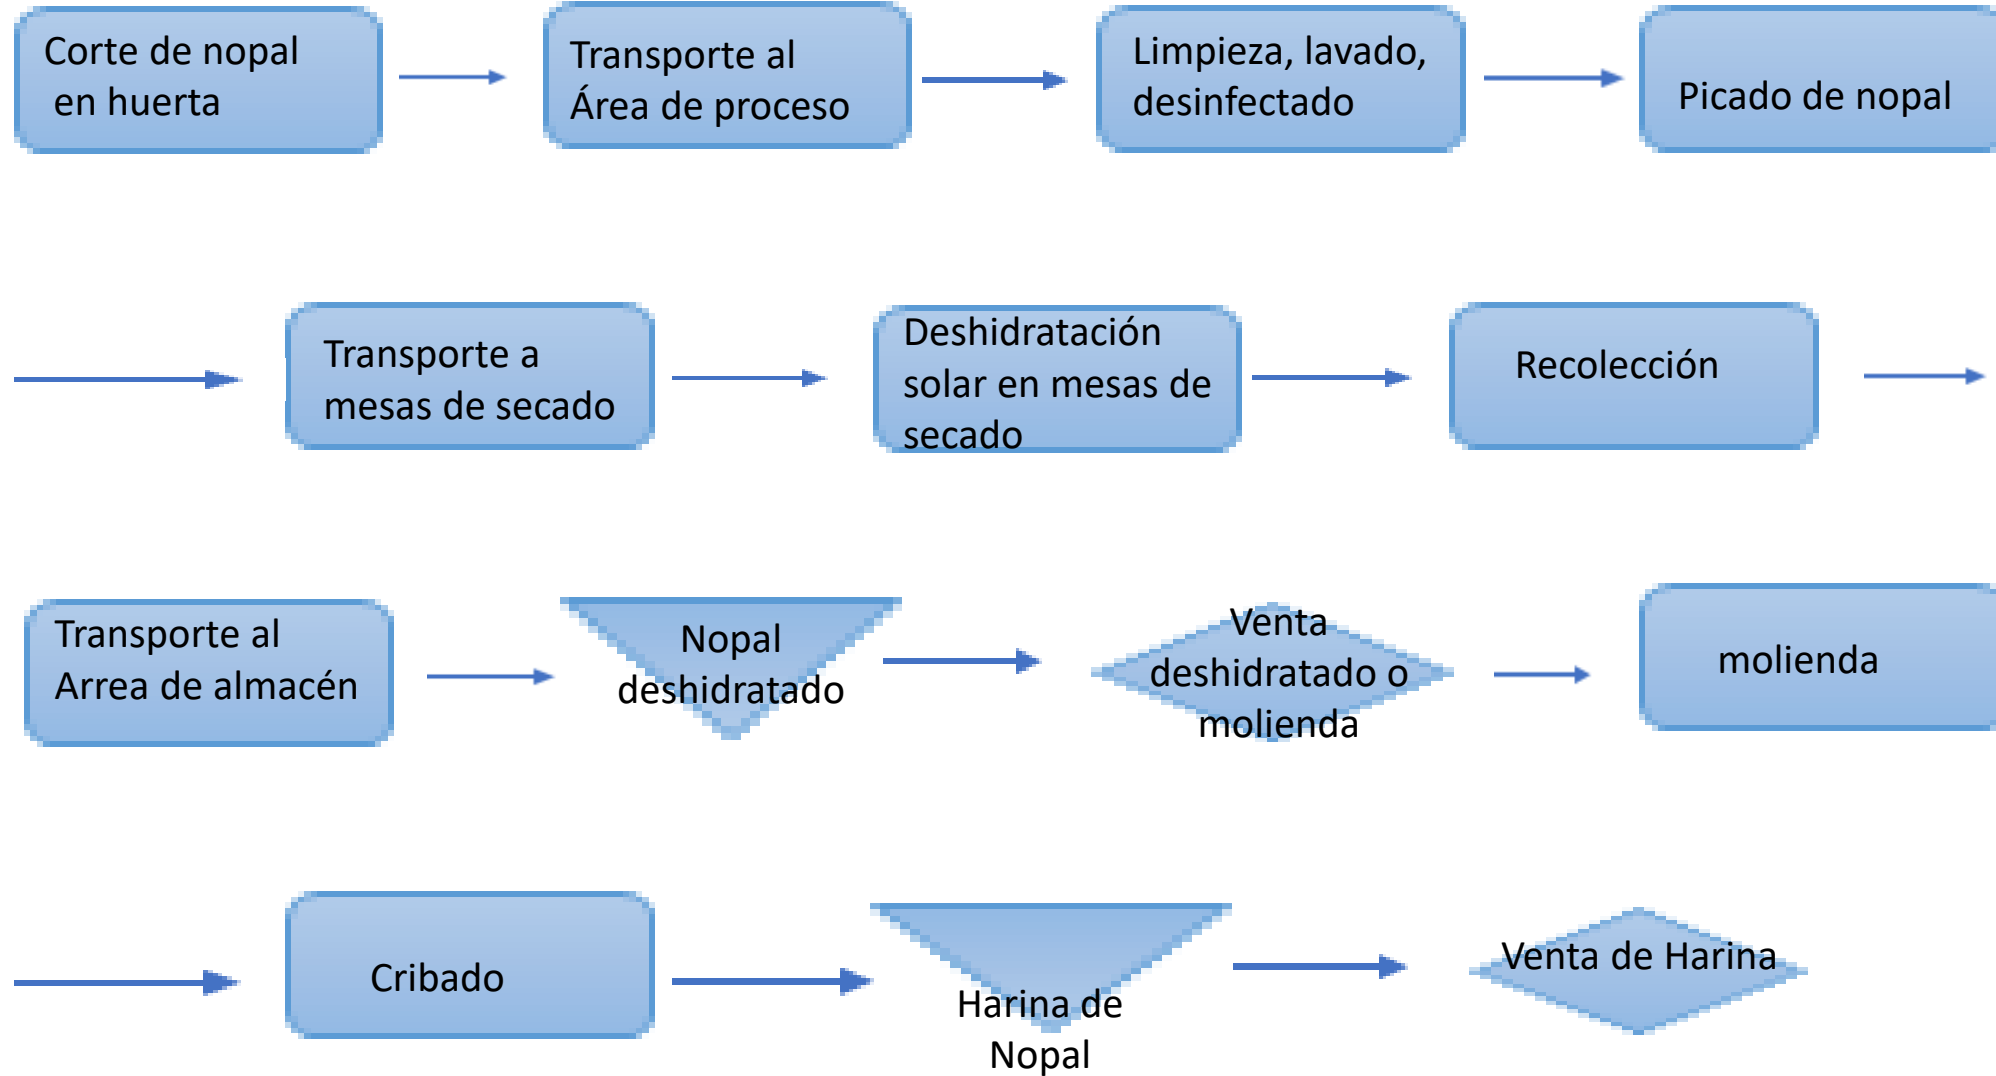 Corte de nopal
en huerta
Transporte al
Área de proceso
Limpieza, lavado,
desinfectado
Picado de nopal
Transporte a
mesas de secado
Deshidratación
solar en mesas de
secado
Recolección
Transporte al
Arrea de almacén
Nopal
deshidratado
Venta
deshidratado o
molienda
molienda
Cribado
Harina de
Nopal
Venta de Harina